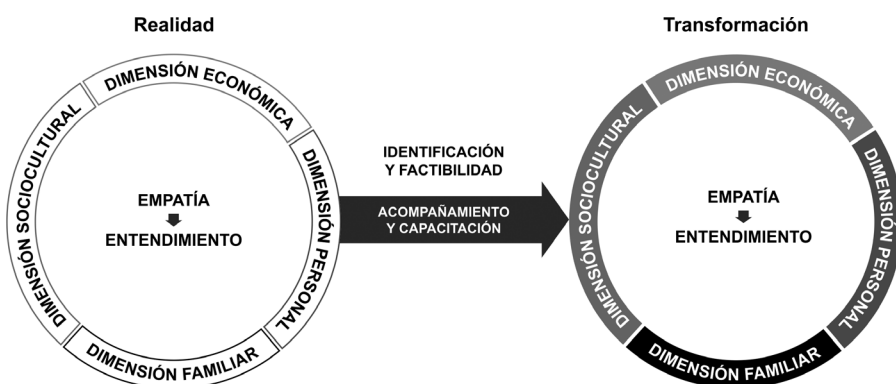 Realidad
DIMENSIÓN ECONÓMICA
DIMENSIÓN SOCIOCULTURAL
DIMENSIÓN PERSONAL
DIMENSIÓN FAMILIAR
EMPATÍA
ENTENDIMIENTO
IDENTIFICACIÓN
Y FACTIBILIDAD
ACOMPAÑAMIENTO
Y CAPACITACIÓN
Transformación
DIMENSIÓN ECONÓMICA
DIMENSIÓN SOCIOCULTURAL
DIMENSIÓN PERSONAL
DIMENSIÓN FAMILIAR
EMPATÍA
ENTENDIMIENTO